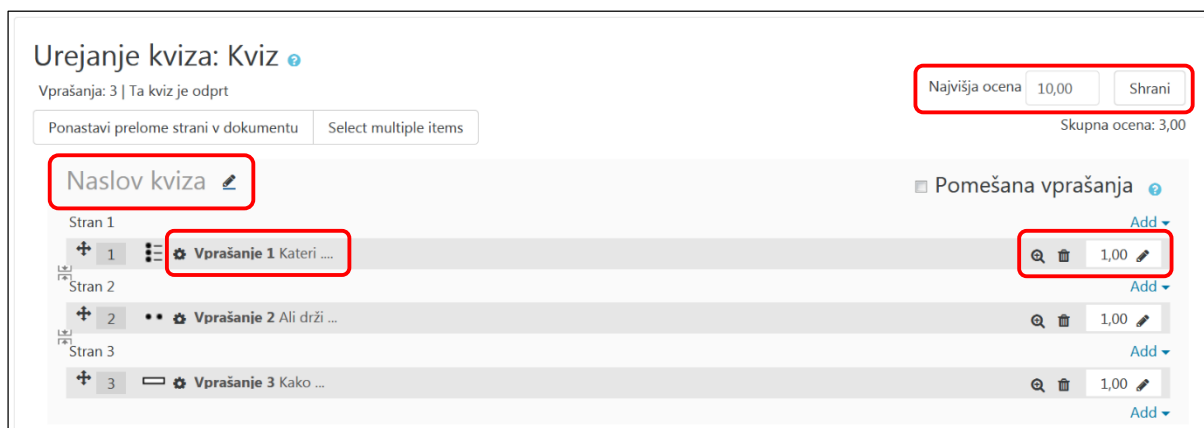 Urejanje kviza: Kviz
Vprašanja: 3 | Ta kviz je odprt
Najvišja ocena 10,00 Shrani
Ponastavi prelome strani v dokumentu Select multiple items
Skupna ocena: 3,00
Naslov kviza
Pomešana vprašanja
Stran 1
Add
1 Vprašanje 1 Kateri .... 1,00
Stran 2
Add
2 Vprašanje 2 Ali drži ... 1,00
Stran 3
Add
3 Vprašanje 3 Kako ... 1,00
Add